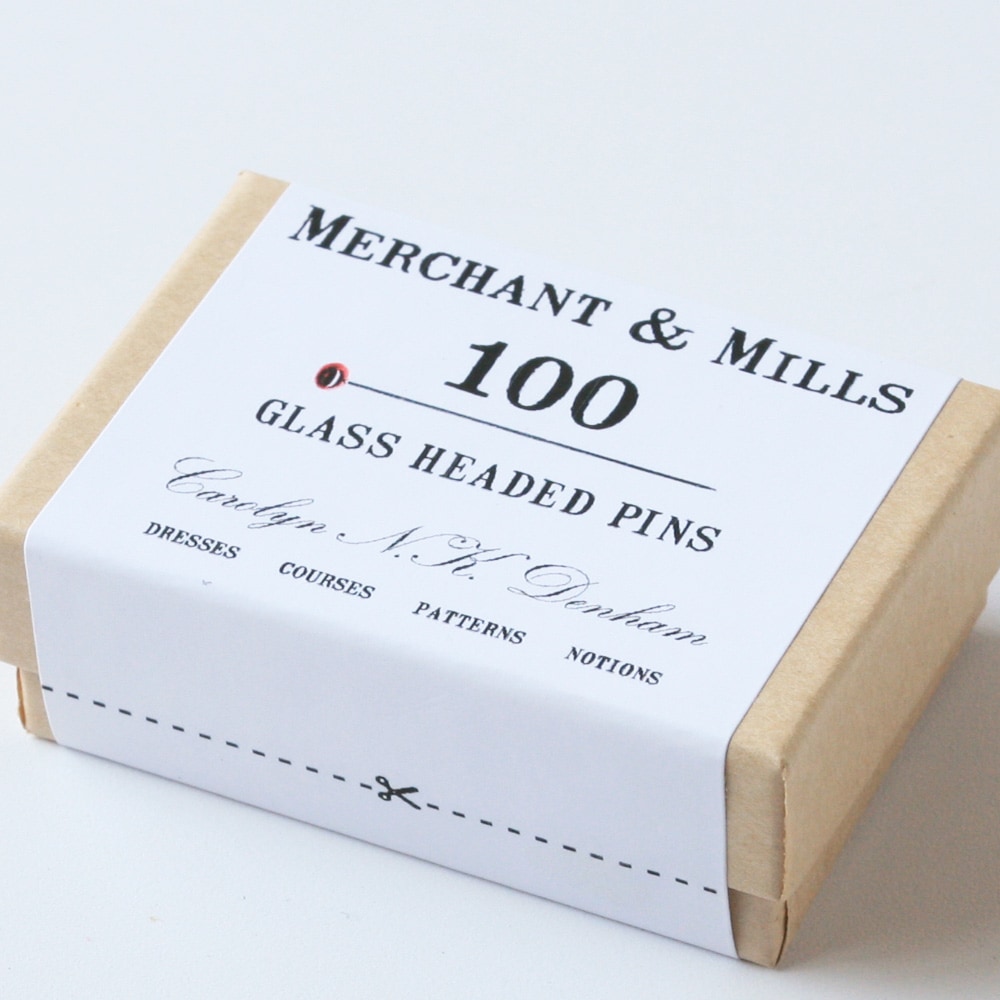 MERCHANT & MILLS
100
GLASS HEADED PINS
Carolyn N.K. Denham
DRESSES COURSES PATTERNS NOTIONS